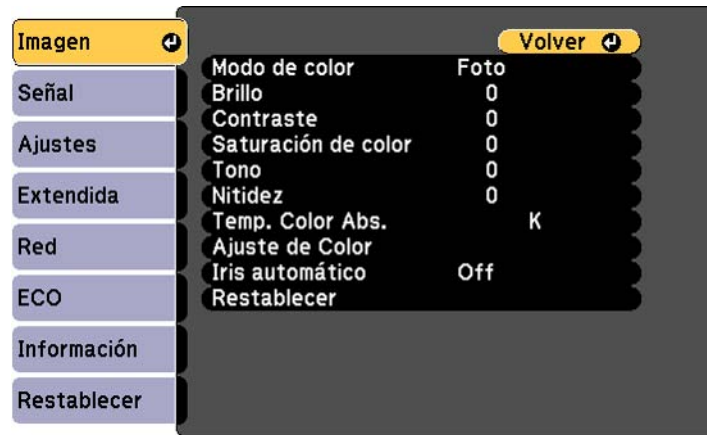 Imagen
Señal
Ajustes
Extendida
Red
ECO
Información
Restablecer
Volver
Modo de color Foto
Brillo 0
Contraste 0
Saturación de color 0
Tono 0
Nitidez 0
Temp. Color Abs. K
Ajuste de Color
Iris automático Off
Restablecer